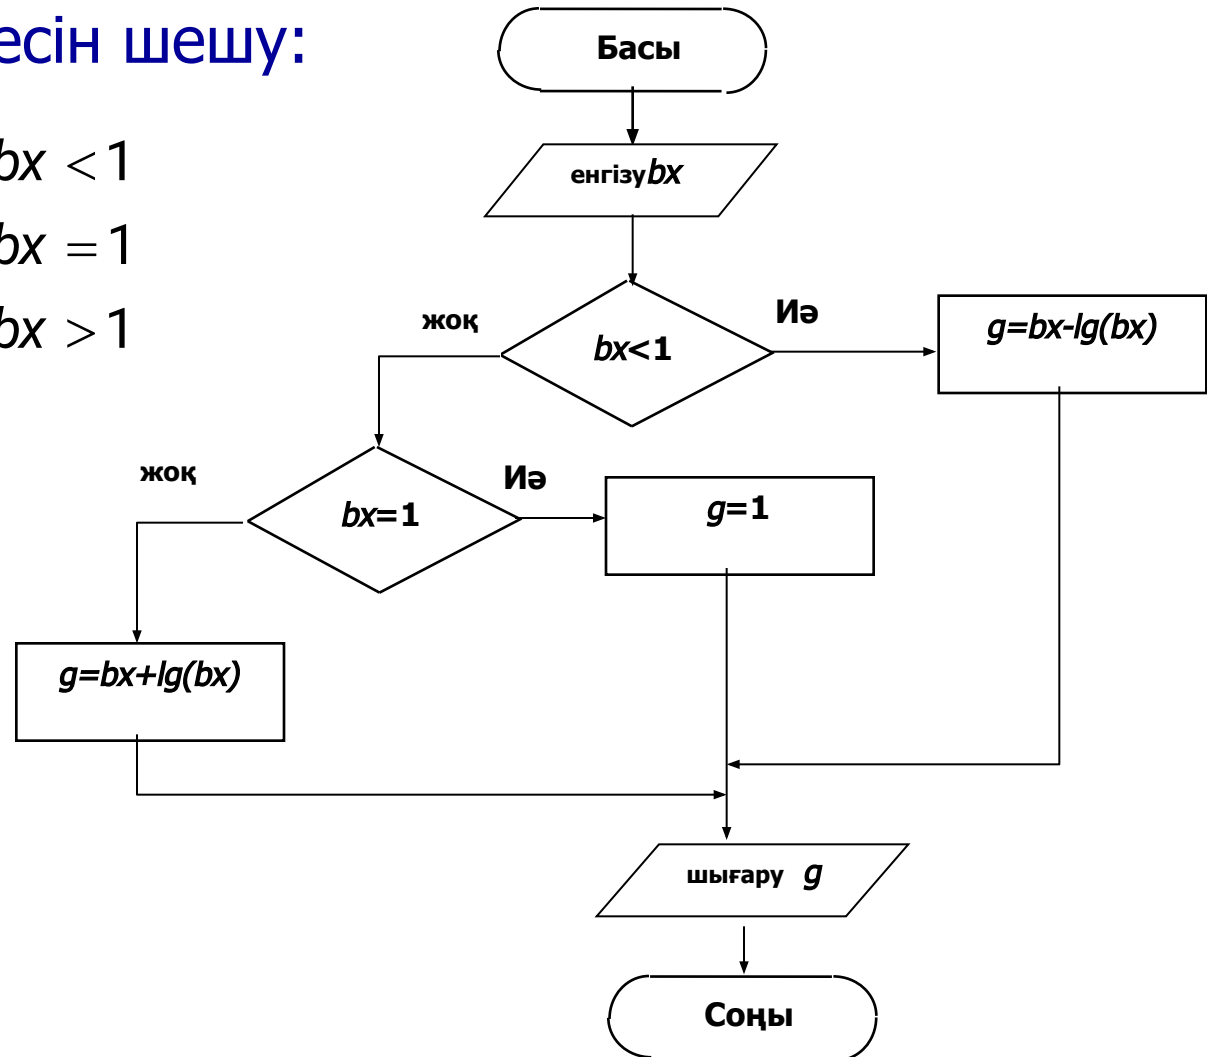 есін шешу:
bx < 1
bx = 1
bx > 1
Басы
енгізу bx
жоқ
Иә
bx<1
g=bx-lg(bx)
жоқ
Иә
bx=1
g=1
g=bx+lg(bx)
шығару g
Соңы